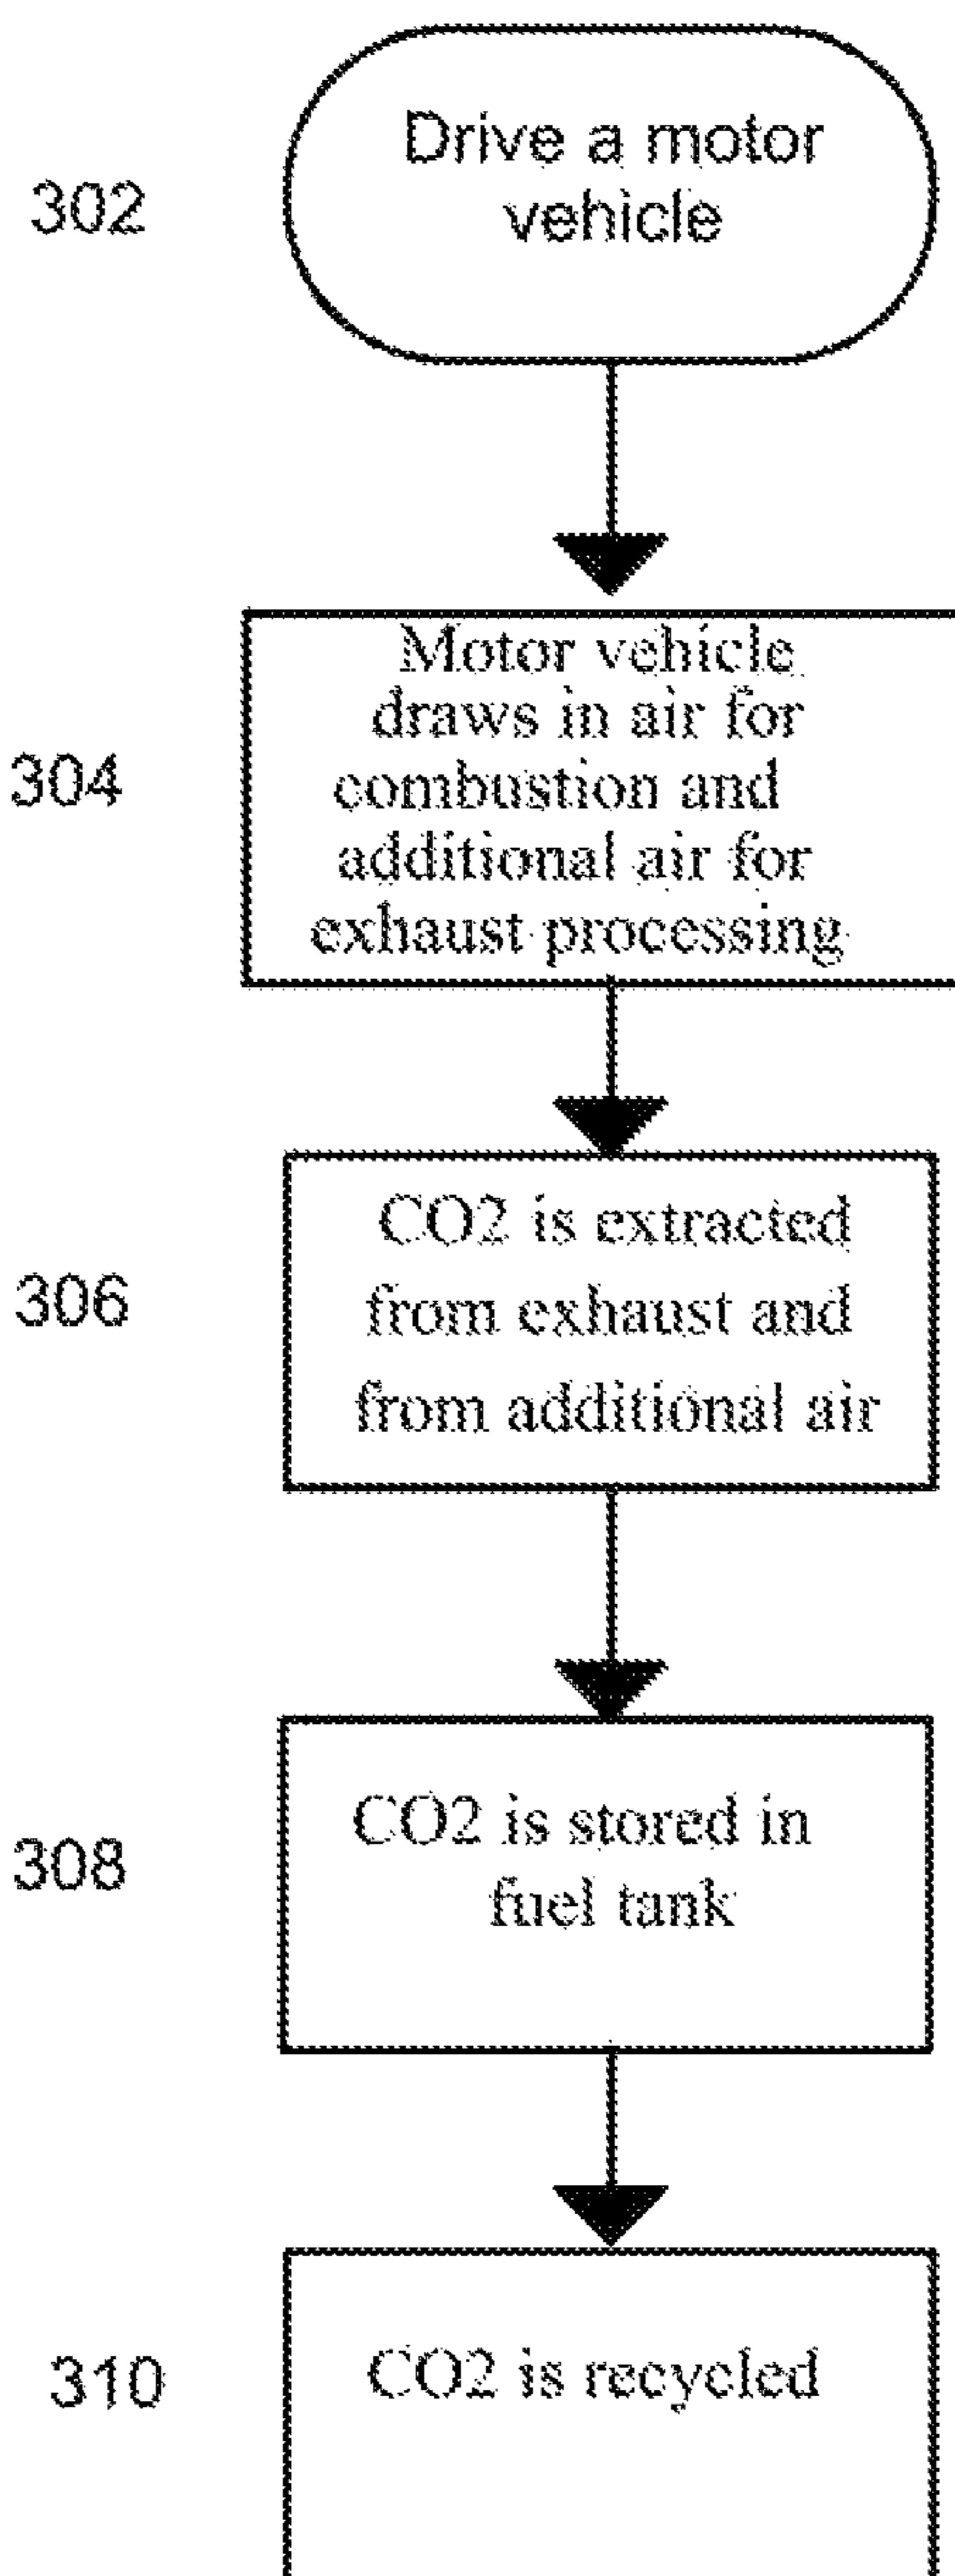 302
Drive a motor
vehicle
304
Motor vehicle
draws in air for
combustion and
additional air for
exhaust processing
306
CO2 is extracted
from exhaust and
from additional air
308
CO2 is stored in
fuel tank
310
CO2 is recycled